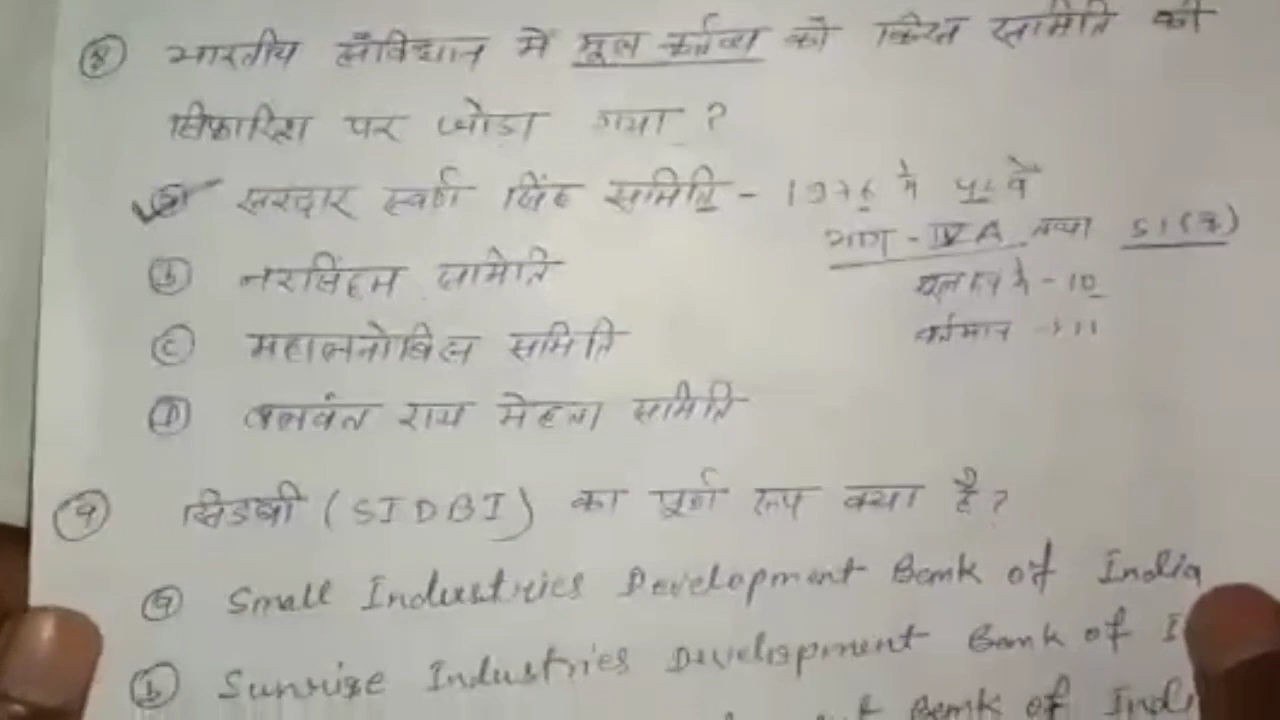 (8) भारतीय संविधान में मूल कर्तव्य को किस समिति की
सिफारिश पर जोडा गया ?
(a) सरदार स्वर्ण सिंह समिति - 1976 में
भाग - IVA तथा 51(क)
(b) नरसिंहम समिति
मूल रूप से - 10
(c) महालनोबिस समिति
वर्तमान → 11
(D) बलवंत राय मेहता समिति
(9) सिडबी (SIDBI) का पूर्ण रूप क्या है ?
(a) Small Industries Development Bank of India
(b) Sunrise Industries Development Bank of I
Bank of Indi